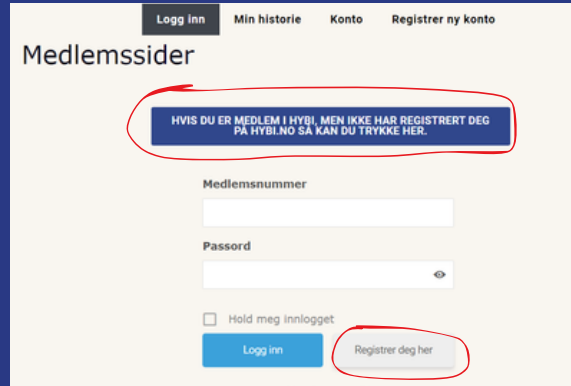 Logg inn Min historie Konto Registrer ny konto
Medlemssider
HVIS DU ER MEDLEM I HYBI, MEN IKKE HAR REGISTRERT DEG
PÅ HYBI.NO SÅ KAN DU TRYKKE HER.
Medlemsnummer
Passord
Hold meg innlogget
Logg inn Registrer deg her